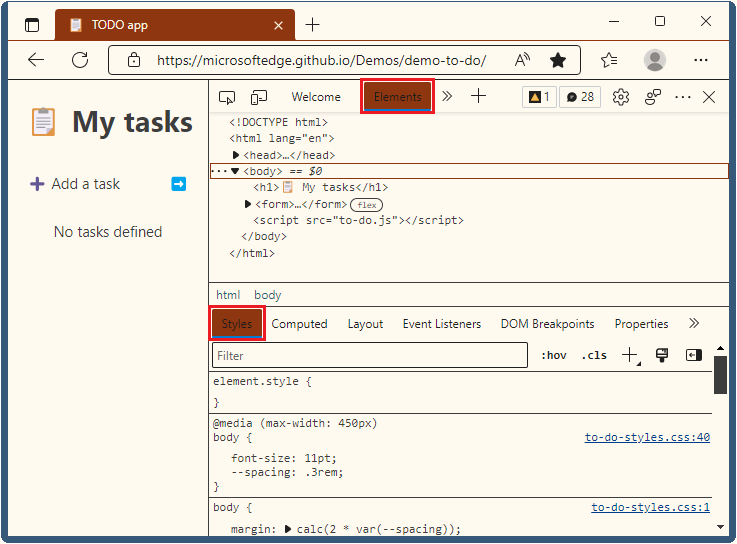 TODO app
https://microsoftedge.github.io/Demos/demo-to-do/
My tasks
Add a task
No tasks defined
Welcome
Elements
1
28
<!DOCTYPE html>
<html lang="en">
<head>…</head>
<body> == $0
<h1>📋 My tasks</h1>
<form>…</form> flex
<script src="to-do.js"></script>
</body>
</html>
html body
Styles Computed Layout Event Listeners DOM Breakpoints Properties
Filter :hov .cls
element.style {
}
@media (max-width: 450px)
body { to-do-styles.css:40
font-size: 11pt;
--spacing: .3rem;
}
body { to-do-styles.css:1
margin: calc(2 * var(--spacing));